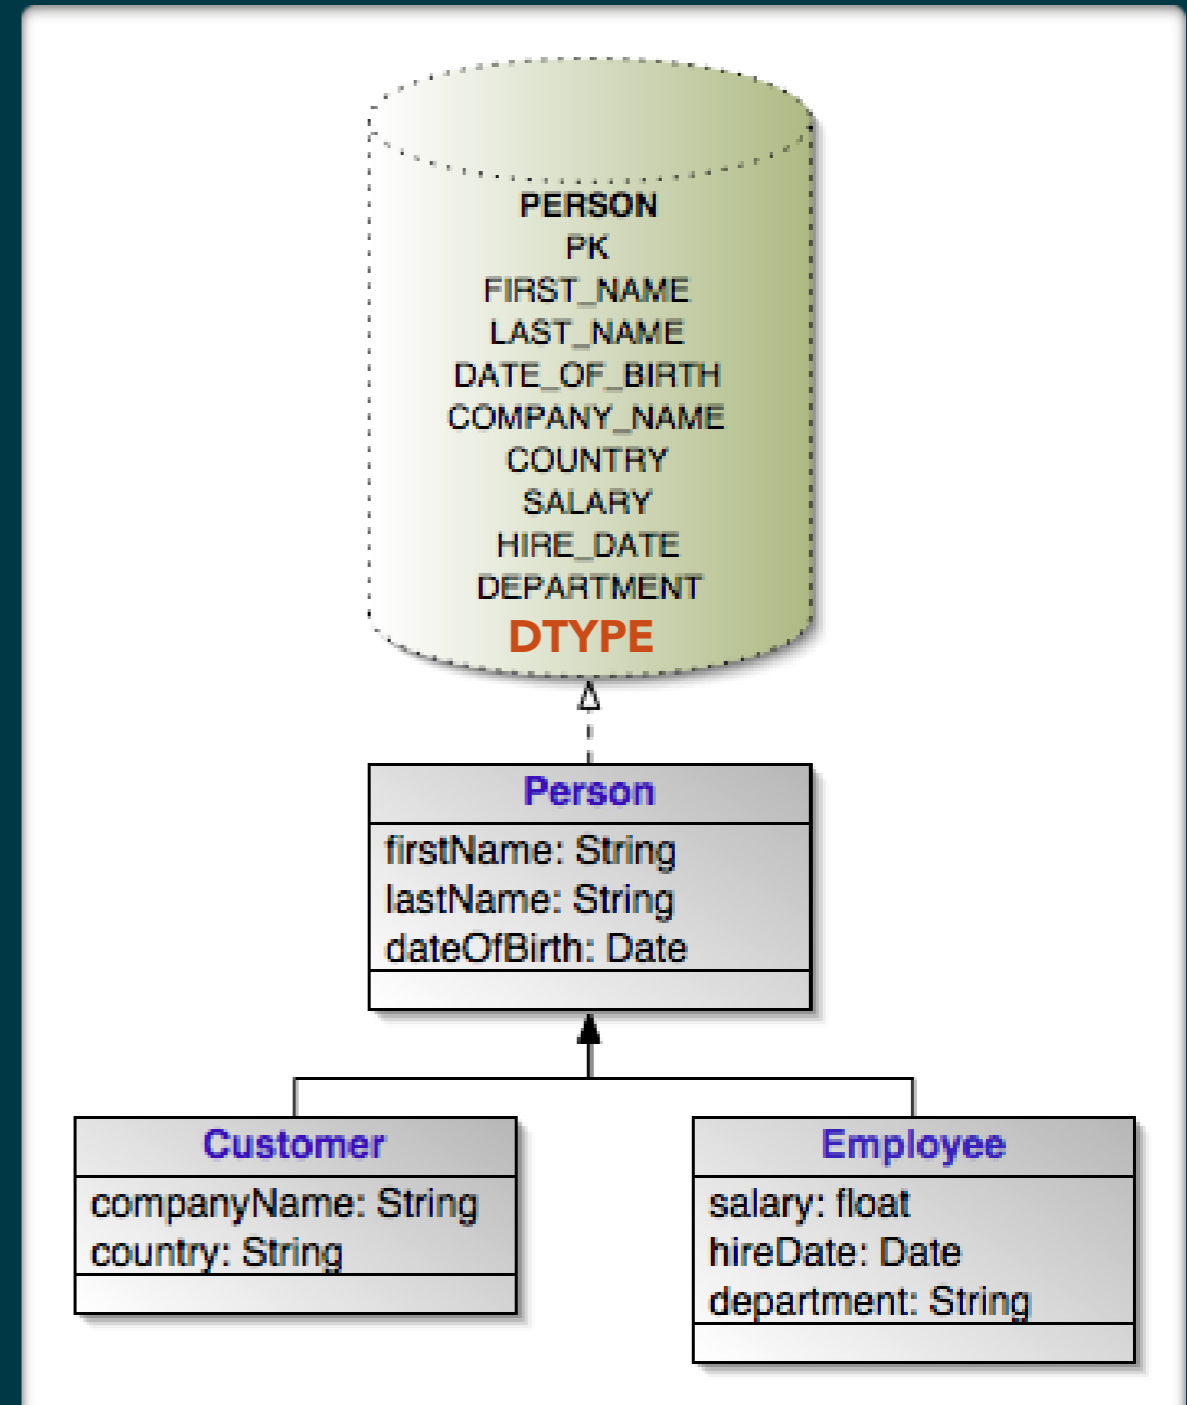 PERSON
PK
FIRST_NAME
LAST_NAME
DATE_OF_BIRTH
COMPANY_NAME
COUNTRY
SALARY
HIRE_DATE
DEPARTMENT
DTYPE
Person
firstName: String
lastName: String
dateOfBirth: Date
Customer
companyName: String
country: String
Employee
salary: float
hireDate: Date
department: String